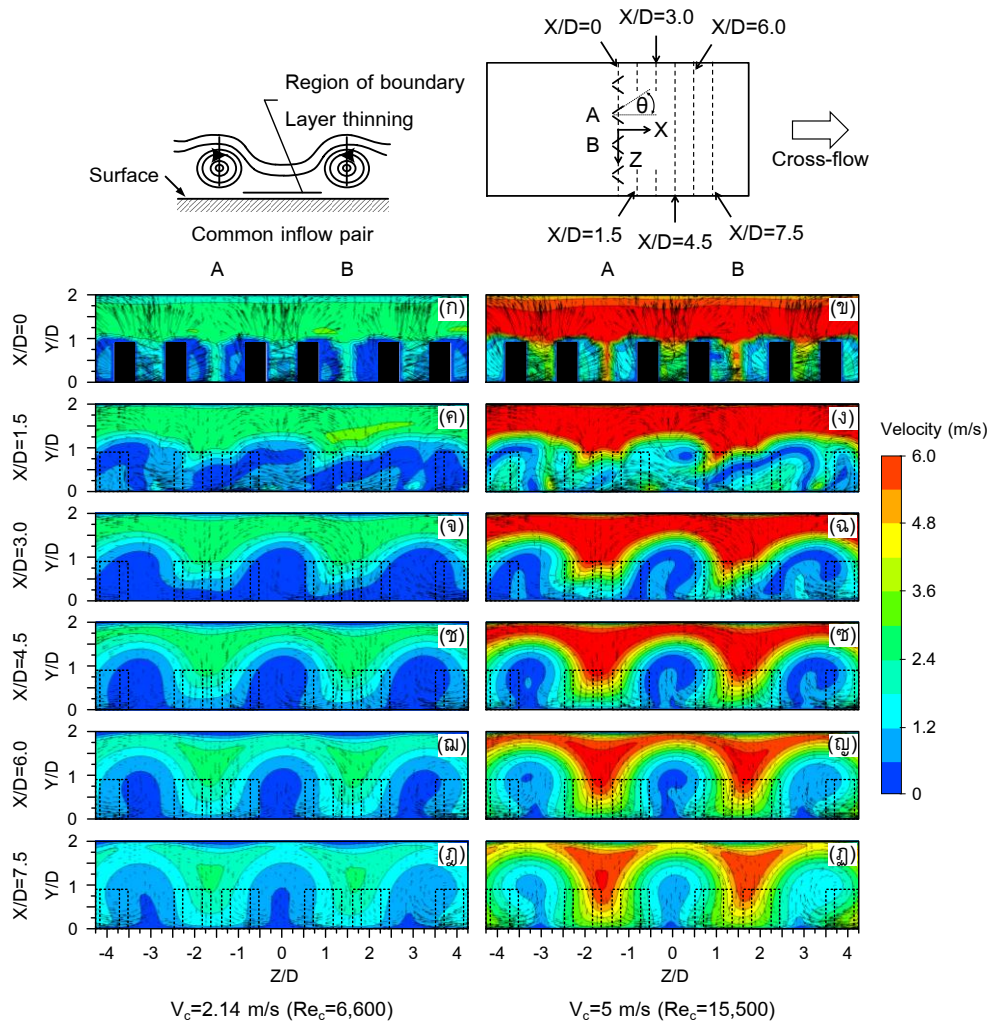 X/D=3.0
X/D=0
X/D=6.0
Region of boundary
Layer thinning
Surface
Common inflow pair
θ
A
X
B
Z
Cross-flow
X/D=1.5
X/D=4.5
X/D=7.5
A
B
A
B
X/D=0
Y/D
2
1
0
(ก
(ข
X/D=1.5
Y/D
2
1
0
(ค
(ง
X/D=3.0
Y/D
2
1
0
(จ
(ฉ
X/D=4.5
Y/D
2
1
0
(ช
(ซ
X/D=6.0
Y/D
2
1
0
(ฌ
(ญ
X/D=7.5
Y/D
2
1
0
(ฎ
(ฏ
-4 -3 -2 -1 0 1 2 3 4
-4 -3 -2 -1 0 1 2 3 4
Z/D
Z/D
Velocity (m/s)
6.0
4.8
3.6
2.4
1.2
0
V_c=2.14 m/s (Re_c=6,600)
V_c=5 m/s (Re_c=15,500)